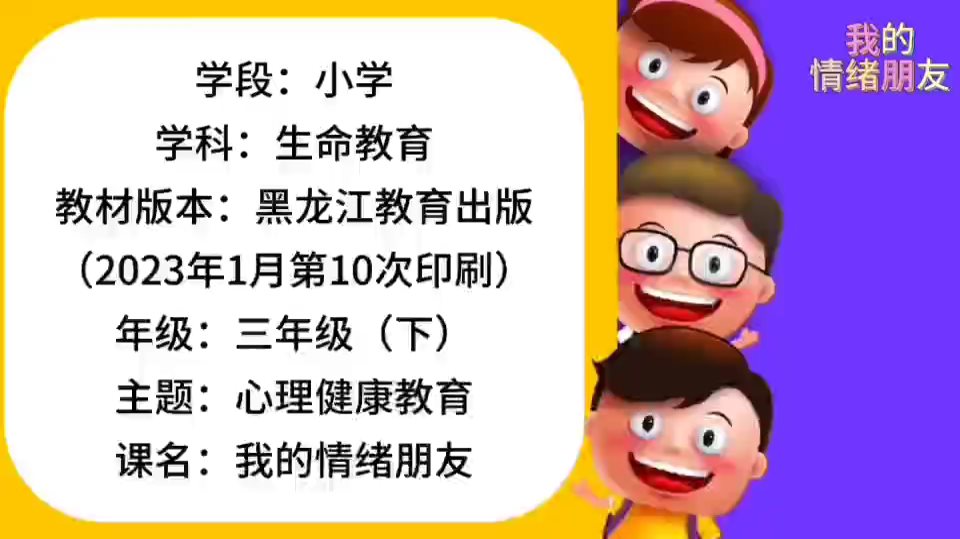 学段：小学
学科：生命教育
教材版本：黑龙江教育出版
（2023年1月第10次印刷）
年级：三年级（下）
主题：心理健康教育
课名：我的情绪朋友
我的
情绪朋友